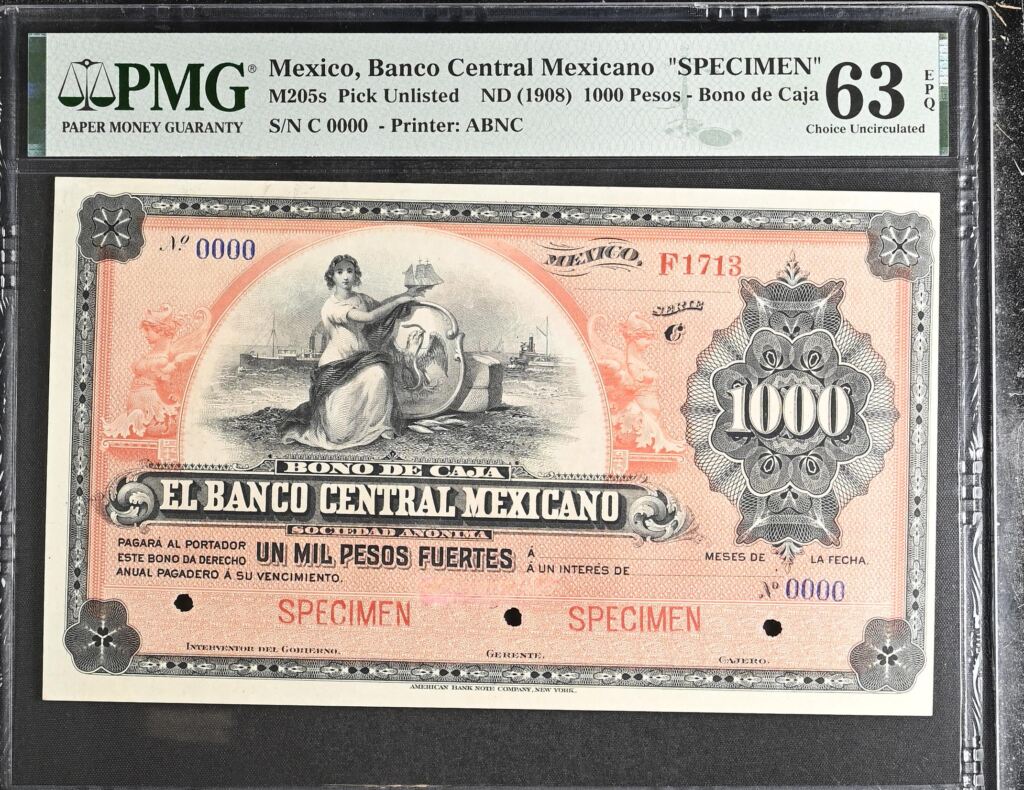 PMG®
PAPER MONEY GUARANTY
Mexico, Banco Central Mexicano "SPECIMEN"
M205s Pick Unlisted ND (1908) 1000 Pesos - Bono de Caja
S/N C 0000 - Printer: ABNC
63
EPQ
Choice Uncirculated
Nº 0000
MEXICO,
F1713
SERIE
C
1000
BONO DE CAJA
EL BANCO CENTRAL MEXICANO
SOCIEDAD ANONIMA
PAGARÁ AL PORTADOR
ESTE BONO DA DERECHO
ANUAL PAGADERO Á SU VENCIMIENTO.
UN MIL PESOS FUERTES
Á MESES DE LA FECHA.
Á UN INTERÉS DE
Nº 0000
SPECIMEN SPECIMEN
INTERVENTOR DEL GOBIERNO. GERENTE. CAJERO.
AMERICAN BANK NOTE COMPANY, NEW YORK.